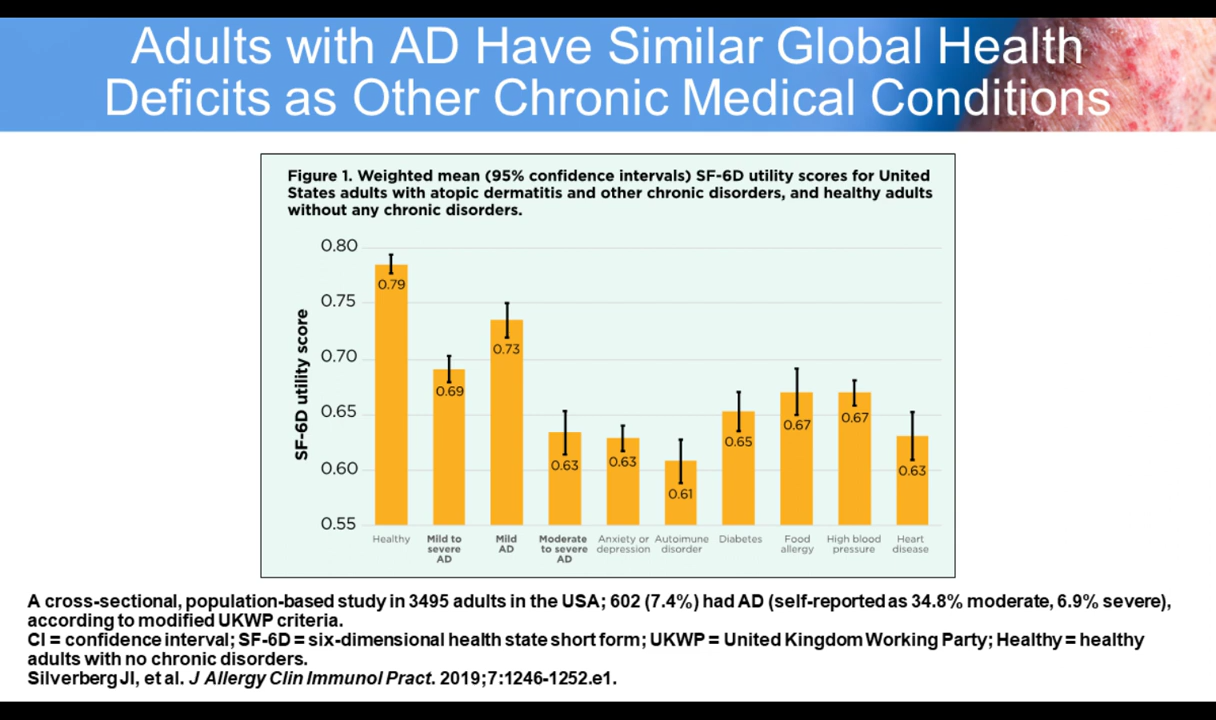 Adults with AD Have Similar Global Health
Deficits as Other Chronic Medical Conditions
Figure 1. Weighted mean (95% confidence intervals) SF-6D utility scores for United
States adults with atopic dermatitis and other chronic disorders, and healthy adults
without any chronic disorders.
SF-6D utility score
0.80
0.75
0.70
0.65
0.60
0.55
0.79
0.69
0.73
0.63
0.63
0.61
0.65
0.67
0.67
0.63
Healthy
Mild to
severe
AD
Mild
AD
Moderate
to severe
AD
Anxiety or
depression
Autoimune
disorder
Diabetes
Food
allergy
High blood
pressure
Heart
disease
A cross-sectional, population-based study in 3495 adults in the USA; 602 (7.4%) had AD (self-reported as 34.8% moderate, 6.9% severe),
according to modified UKWP criteria.
CI = confidence interval; SF-6D = six-dimensional health state short form; UKWP = United Kingdom Working Party; Healthy = healthy
adults with no chronic disorders.
Silverberg JI, et al. J Allergy Clin Immunol Pract. 2019;7:1246-1252.e1.